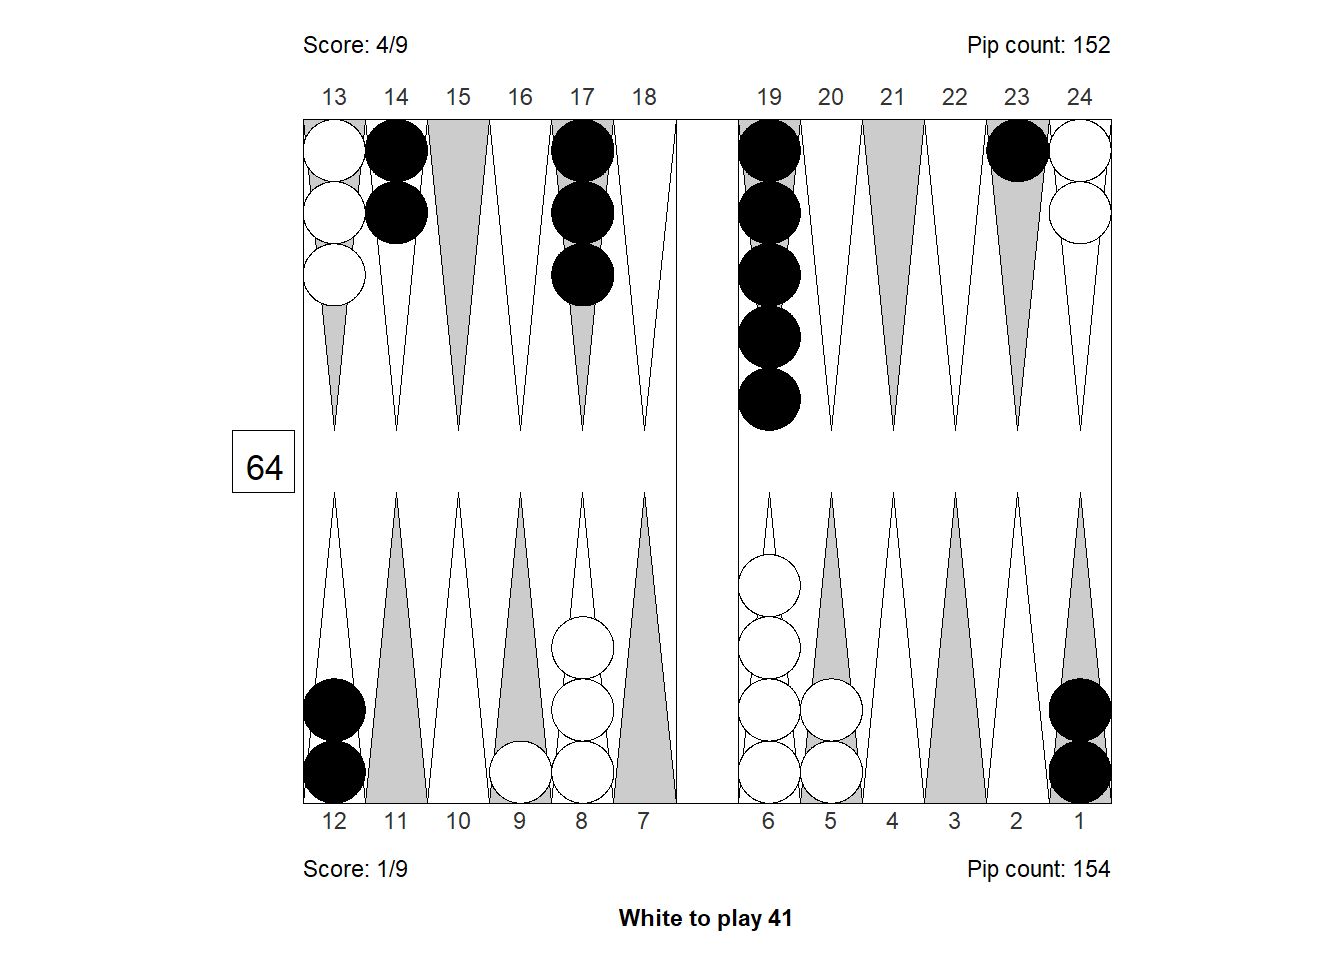 Score: 4/9 Pip count: 152
13 14 15 16 17 18 19 20 21 22 23 24
64
12 11 10 9 8 7 6 5 4 3 2 1
Score: 1/9 Pip count: 154
White to play 41